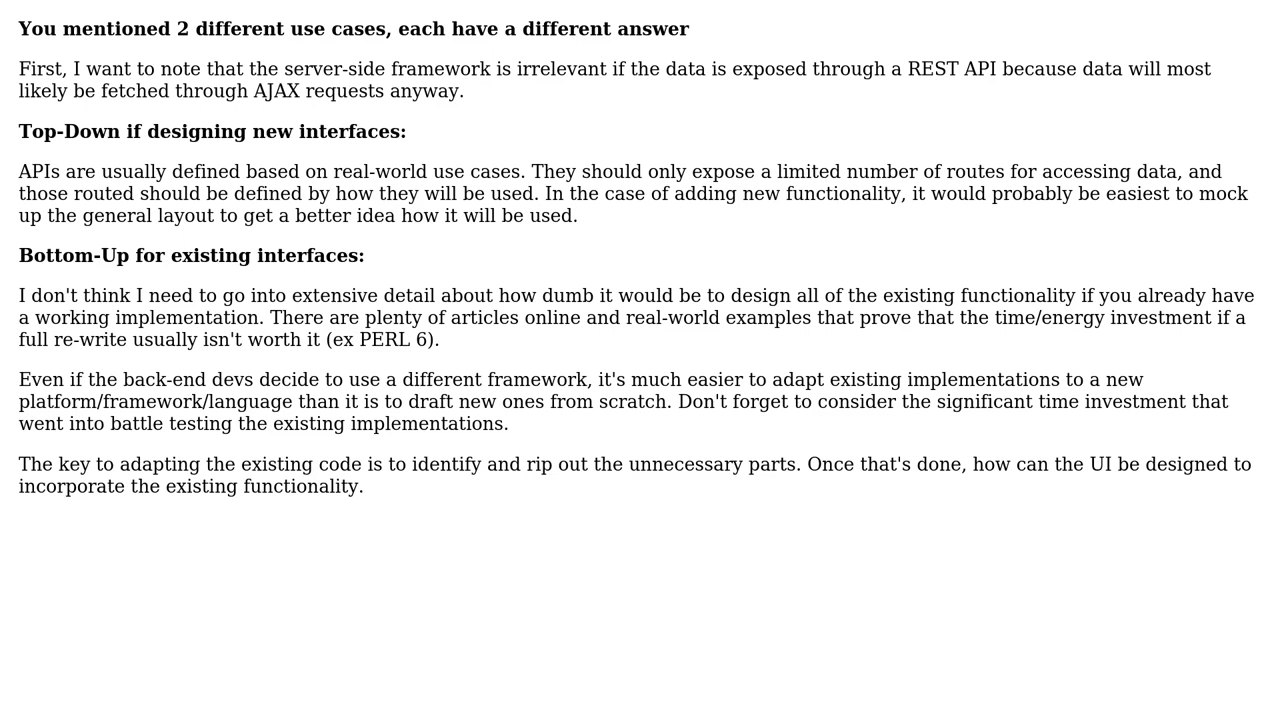 You mentioned 2 different use cases, each have a different answer
First, I want to note that the server-side framework is irrelevant if the data is exposed through a REST API because data will most
likely be fetched through AJAX requests anyway.
Top-Down if designing new interfaces:
APIs are usually defined based on real-world use cases. They should only expose a limited number of routes for accessing data, and
those routed should be defined by how they will be used. In the case of adding new functionality, it would probably be easiest to mock
up the general layout to get a better idea how it will be used.
Bottom-Up for existing interfaces:
I don't think I need to go into extensive detail about how dumb it would be to design all of the existing functionality if you already have
a working implementation. There are plenty of articles online and real-world examples that prove that the time/energy investment if a
full re-write usually isn't worth it (ex PERL 6).
Even if the back-end devs decide to use a different framework, it's much easier to adapt existing implementations to a new
platform/framework/language than it is to draft new ones from scratch. Don't forget to consider the significant time investment that
went into battle testing the existing implementations.
The key to adapting the existing code is to identify and rip out the unnecessary parts. Once that's done, how can the UI be designed to
incorporate the existing functionality.